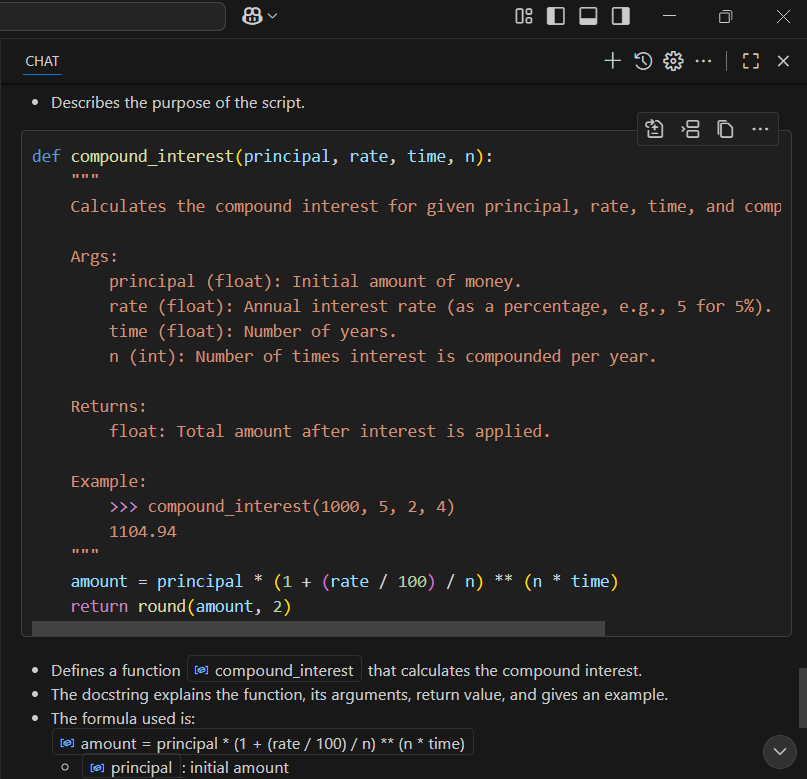 CHAT
• Describes the purpose of the script.
def compound_interest(principal, rate, time, n):
"""
Calculates the compound interest for given principal, rate, time, and comp
Args:
principal (float): Initial amount of money.
rate (float): Annual interest rate (as a percentage, e.g., 5 for 5%).
time (float): Number of years.
n (int): Number of times interest is compounded per year.
Returns:
float: Total amount after interest is applied.
Example:
>>> compound_interest(1000, 5, 2, 4)
1104.94
"""
amount = principal * (1 + (rate / 100) / n) ** (n * time)
return round(amount, 2)
• Defines a function compound_interest that calculates the compound interest.
• The docstring explains the function, its arguments, return value, and gives an example.
• The formula used is:
amount = principal * (1 + (rate / 100) / n) ** (n * time)
○ principal : initial amount